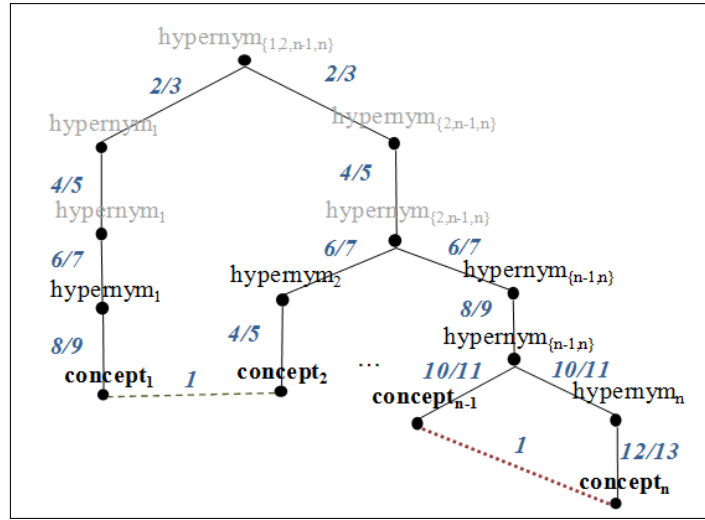 hypernym{1,2,n-1,n}
2/3 2/3
hypernym1 hypernym{2,n-1,n}
4/5 4/5
hypernym1 hypernym{2,n-1,n}
6/7 6/7 6/7
hypernym1 hypernym2 hypernym{n-1,n}
8/9 4/5 8/9
hypernym{n-1,n}
concept1 1 concept2 ... 10/11 10/11
concept n-1 hypernym n
1 12/13
concept n